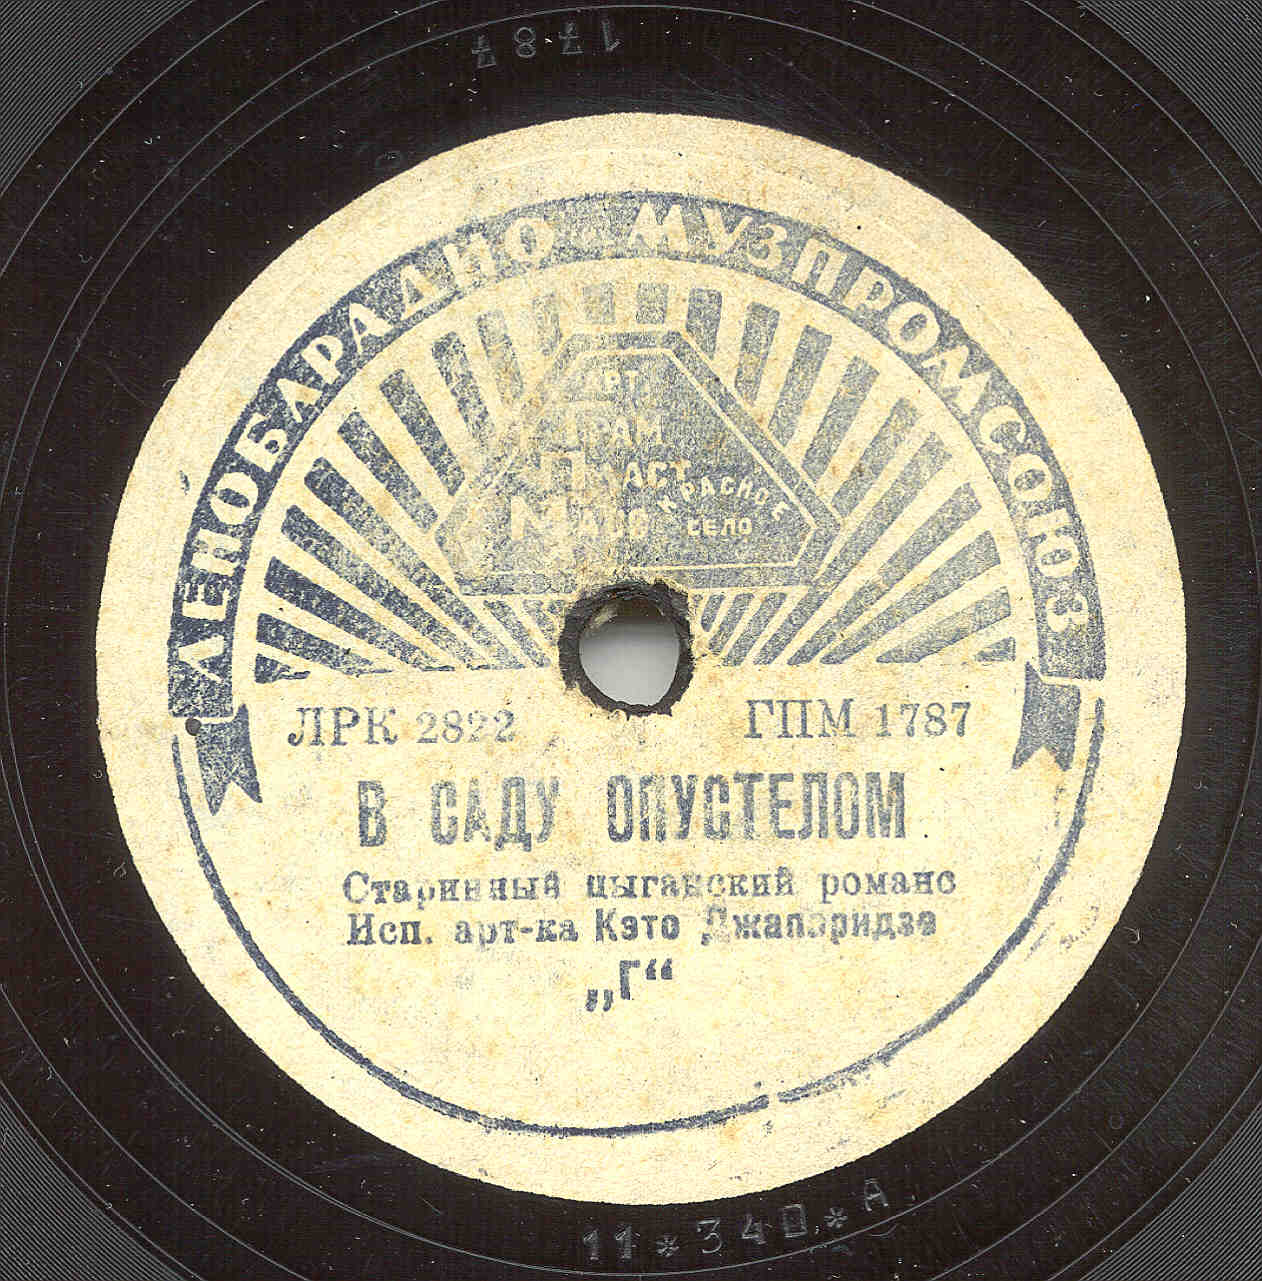 1787
ЛЕНОБЛРАДИО МУЗПРОМСОЮЗ
АРТ
ГРАМ
ПЛАСТ
МАСС
КРАСНОЕ
СЕЛО
ЛРК 2822 ГПМ 1787
В САДУ ОПУСТЕЛОМ
Старинный цыганский романс
Исп. арт-ка Кэто Джапаридзе
„Г“
11*340*А